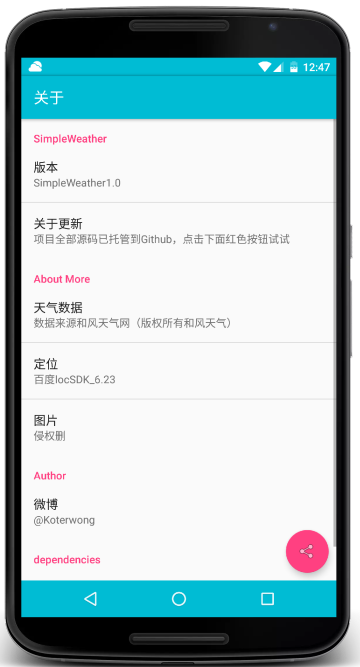 12:47
关于
SimpleWeather
版本
SimpleWeather1.0
关于更新
项目全部源码已托管到Github，点击下面红色按钮试试
About More
天气数据
数据来源和风天气网（版权所有和风天气）
定位
百度locSDK_6.23
图片
侵权删
Author
微博
@Koterwong
dependencies